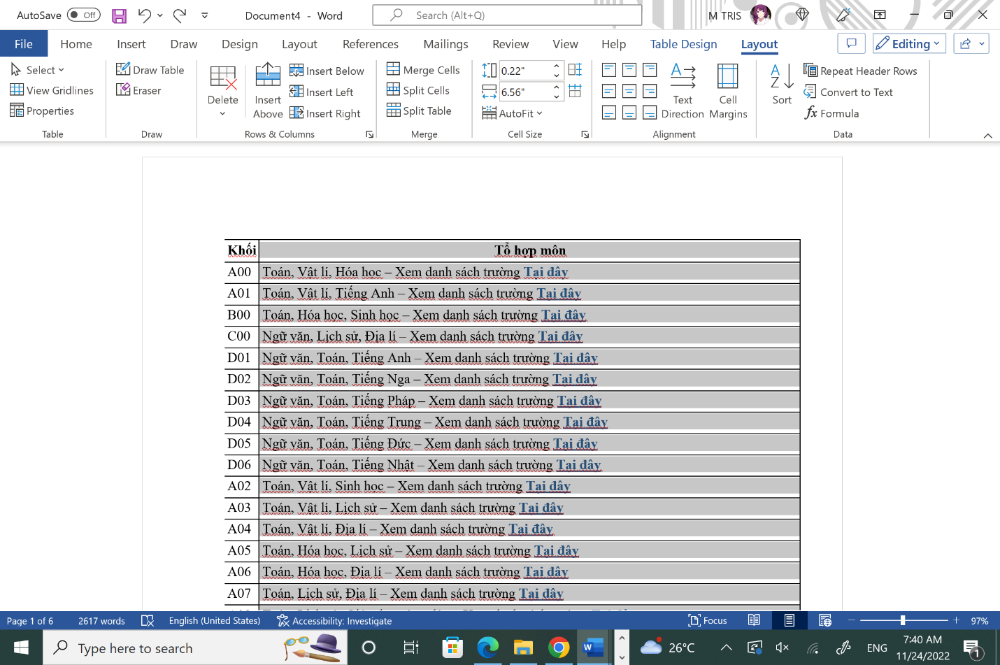 AutoSave Off Document4 - Word Search (Alt+Q) M TRIS
File Home Insert Draw Design Layout References Mailings Review View Help Table Design Layout Editing
Select Draw Table Delete Insert Above Insert Below Merge Cells 0.22" Text Direction Cell Margins Sort Repeat Header Rows
View Gridlines Eraser Insert Left Split Cells 6.56" Convert to Text
Properties Insert Right Split Table AutoFit Formula
Table Draw Rows & Columns Merge Cell Size Alignment Data
Khối Tổ hợp môn
A00 Toán, Vật lí, Hóa học – Xem danh sách trường Tại đây
A01 Toán, Vật lí, Tiếng Anh – Xem danh sách trường Tại đây
B00 Toán, Hóa học, Sinh học – Xem danh sách trường Tại đây
C00 Ngữ văn, Lịch sử, Địa lí – Xem danh sách trường Tại đây
D01 Ngữ văn, Toán, Tiếng Anh – Xem danh sách trường Tại đây
D02 Ngữ văn, Toán, Tiếng Nga – Xem danh sách trường Tại đây
D03 Ngữ văn, Toán, Tiếng Pháp – Xem danh sách trường Tại đây
D04 Ngữ văn, Toán, Tiếng Trung – Xem danh sách trường Tại đây
D05 Ngữ văn, Toán, Tiếng Đức – Xem danh sách trường Tại đây
D06 Ngữ văn, Toán, Tiếng Nhật – Xem danh sách trường Tại đây
A02 Toán, Vật lí, Sinh học – Xem danh sách trường Tại đây
A03 Toán, Vật lí, Lịch sử – Xem danh sách trường Tại đây
A04 Toán, Vật lí, Địa lí – Xem danh sách trường Tại đây
A05 Toán, Hóa học, Lịch sử – Xem danh sách trường Tại đây
A06 Toán, Hóa học, Địa lí – Xem danh sách trường Tại đây
A07 Toán, Lịch sử, Địa lí – Xem danh sách trường Tại đây
Page 1 of 6 2617 words English (United States) Accessibility: Investigate Focus 97%
Type here to search 26°C ENG 7:40 AM
11/24/2022 1